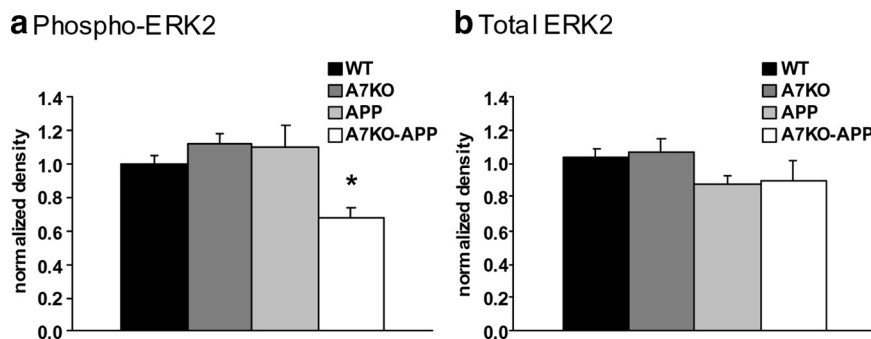 a Phospho-ERK2
WT
A7KO
APP
A7KO-APP
normalized density
1.4
1.2
1.0
0.8
0.6
0.4
0.2
0.0
*
b Total ERK2
WT
A7KO
APP
A7KO-APP
normalized density
1.4
1.2
1.0
0.8
0.6
0.4
0.2
0.0